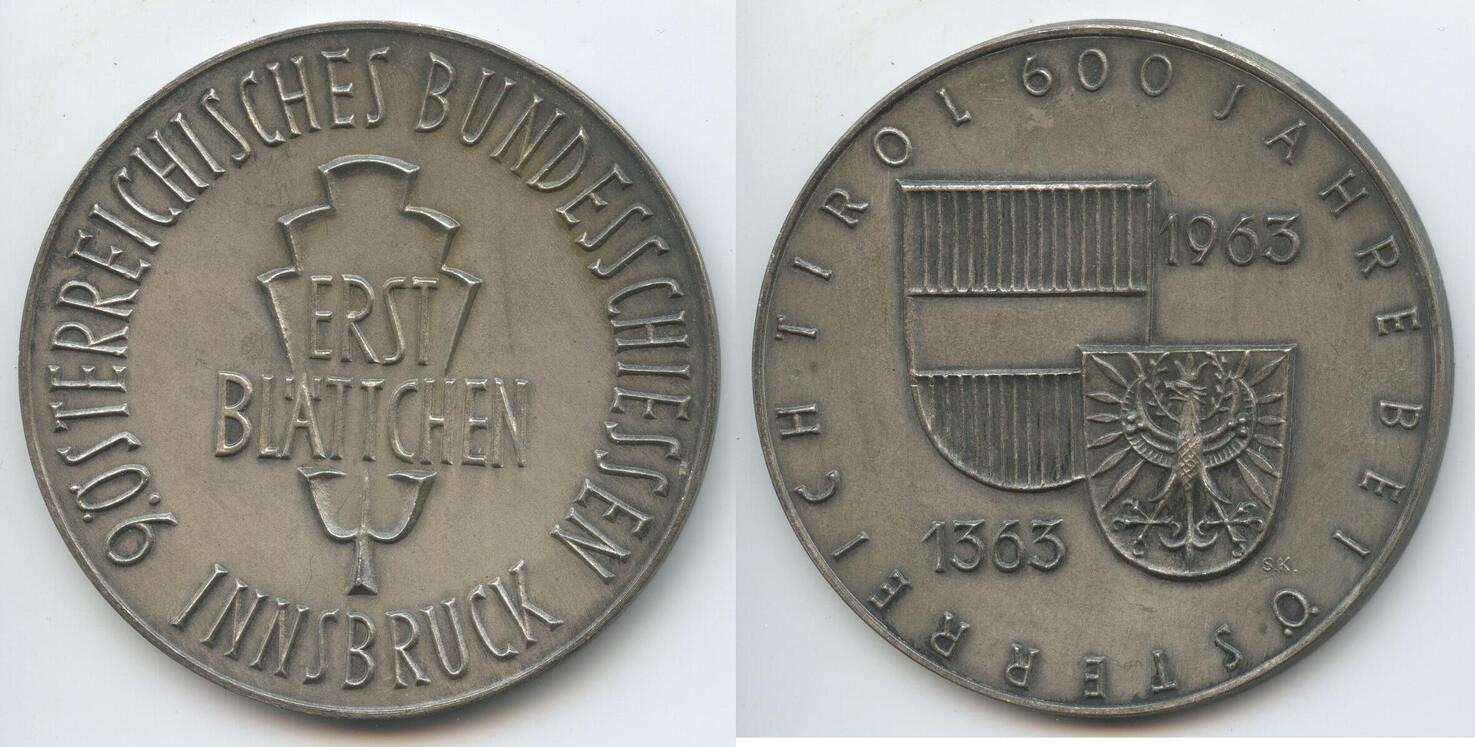 9. ÖSTERREICHISCHES BUNDESSCHIESSEN
INNSBRUCK
ERST
BLÄTTCHEN
TIROL 600 JAHRE BEI ÖSTERREICH
1963
1363
S.K.